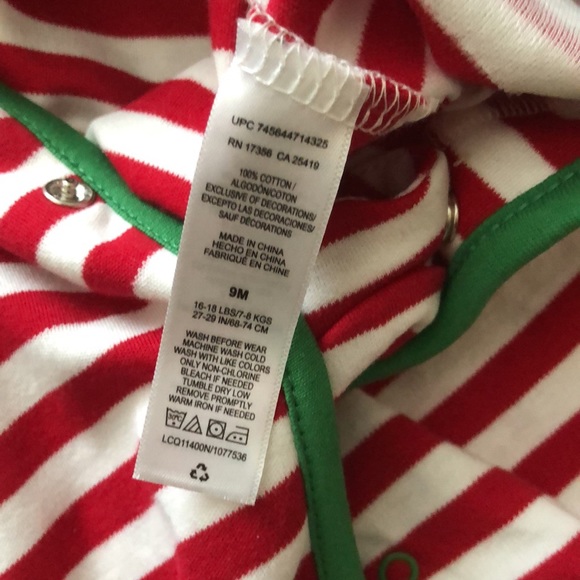 UPC 745644714325
RN 17356 CA 25419
100% COTTON/
ALGODÓN/COTON
EXCLUSIVE OF DECORATIONS/
EXCEPTO LAS DECORACIONES/
SAUF DÉCORATIONS
MADE IN CHINA
HECHO EN CHINA
FABRIQUÉ EN CHINE
9M
16-18 LBS/7-8 KGS
27-29 IN/68-74 CM
WASH BEFORE WEAR
MACHINE WASH COLD
WASH WITH LIKE COLORS
ONLY NON-CHLORINE
BLEACH IF NEEDED
TUMBLE DRY LOW
REMOVE PROMPTLY
WARM IRON IF NEEDED
LCQ11400N/1077536